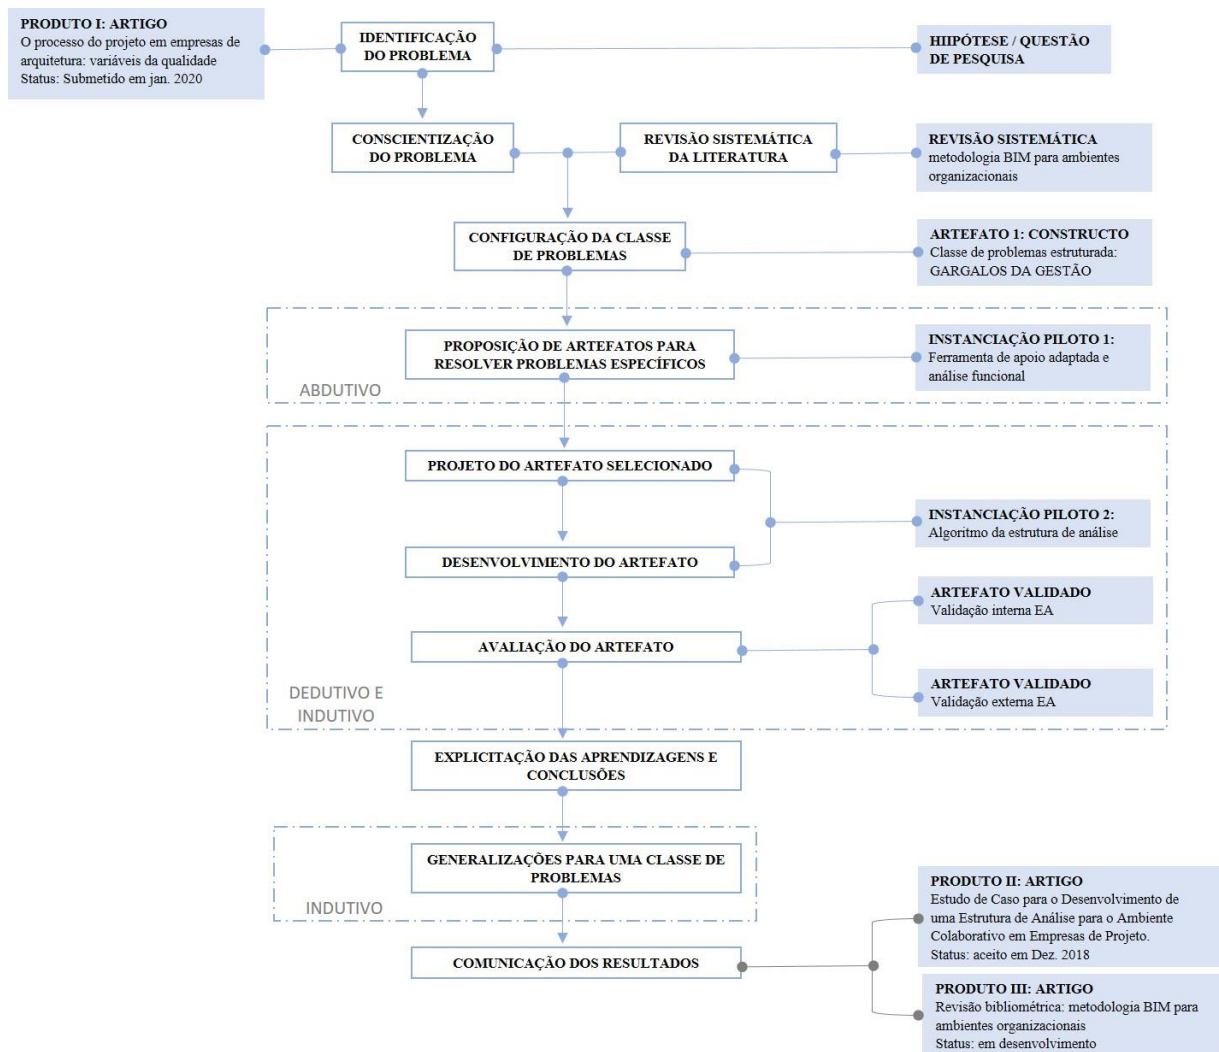 PRODUTO I: ARTIGO
O processo do projeto em empresas de
arquitetura: variáveis da qualidade
Status: Submetido em jan. 2020
IDENTIFICAÇÃO
DO PROBLEMA
HIIPÓTESE / QUESTÃO
DE PESQUISA
CONSCIENTIZAÇÃO
DO PROBLEMA
REVISÃO SISTEMÁTICA
DA LITERATURA
REVISÃO SISTEMÁTICA
metodologia BIM para ambientes
organizacionais
CONFIGURAÇÃO DA CLASSE
DE PROBLEMAS
ARTEFATO 1: CONSTRUCTO
Classe de problemas estruturada:
GARGALOS DA GESTÃO
PROPOSIÇÃO DE ARTEFATOS PARA
RESOLVER PROBLEMAS ESPECÍFICOS
INSTANCIAÇÃO PILOTO 1:
Ferramenta de apoio adaptada e
análise funcional
ABDUTIVO
PROJETO DO ARTEFATO SELECIONADO
INSTANCIAÇÃO PILOTO 2:
Algoritmo da estrutura de análise
DESENVOLVIMENTO DO ARTEFATO
ARTEFATO VALIDADO
Validação interna EA
AVALIAÇÃO DO ARTEFATO
ARTEFATO VALIDADO
Validação externa EA
DEDUTIVO E
INDUTIVO
EXPLICITAÇÃO DAS APRENDIZAGENS E
CONCLUSÕES
GENERALIZAÇÕES PARA UMA CLASSE DE
PROBLEMAS
INDUTIVO
PRODUTO II: ARTIGO
Estudo de Caso para o Desenvolvimento de
uma Estrutura de Análise para o Ambiente
Colaborativo em Empresas de Projeto.
Status: aceito em Dez. 2018
COMUNICAÇÃO DOS RESULTADOS
PRODUTO III: ARTIGO
Revisão bibliométrica: metodologia BIM para
ambientes organizacionais
Status: em desenvolvimento